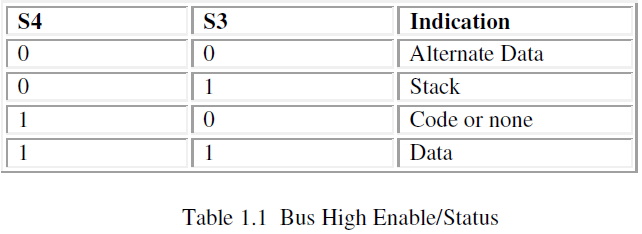 S4 S3 Indication
0 0 Alternate Data
0 1 Stack
1 0 Code or none
1 1 Data
Table 1.1 Bus High Enable/Status